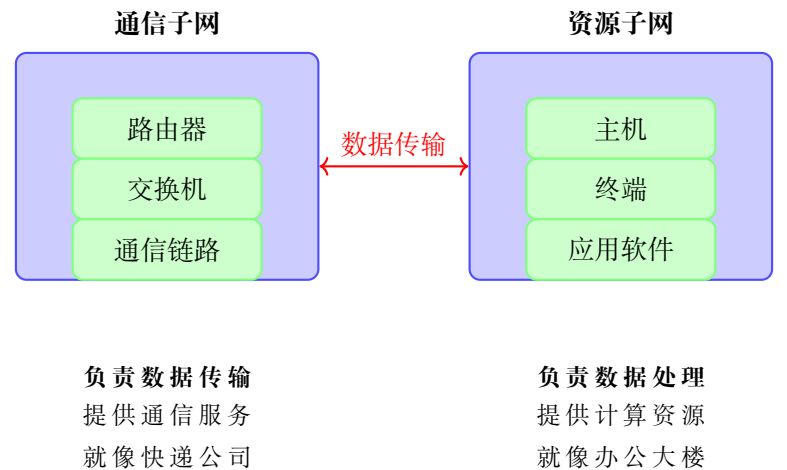 通信子网
路由器
交换机
通信链路
数据传输
资源子网
主机
终端
应用软件
负责数据传输
提供通信服务
就像快递公司
负责数据处理
提供计算资源
就像办公大楼